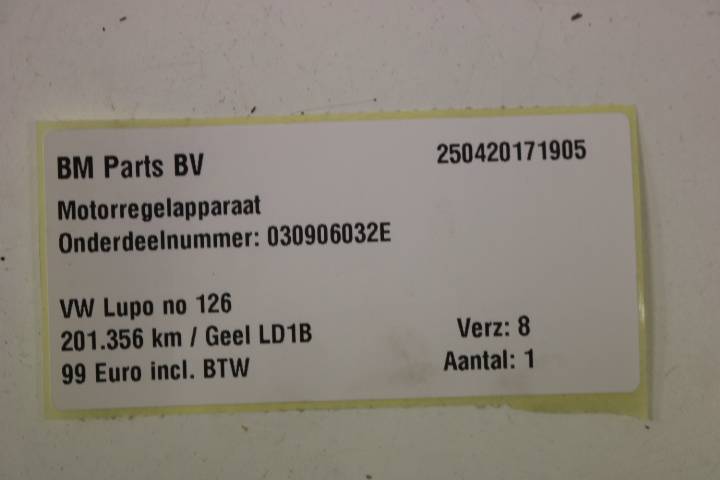 BM Parts BV 250420171905
Motorregelapparaat
Onderdeelnummer: 030906032E
VW Lupo no 126
201.356 km / Geel LD1B Verz: 8
99 Euro incl. BTW Aantal: 1